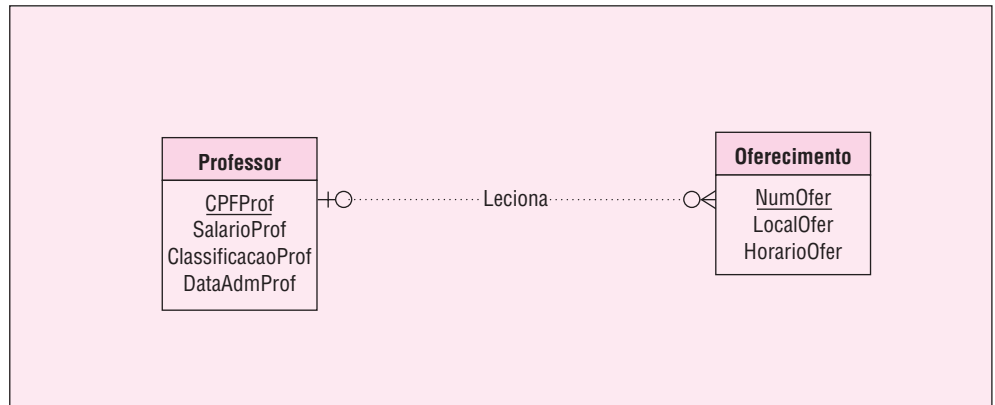 Professor
CPFProf
SalarioProf
ClassificacaoProf
DataAdmProf
Leciona
Oferecimento
NumOfer
LocalOfer
HorarioOfer